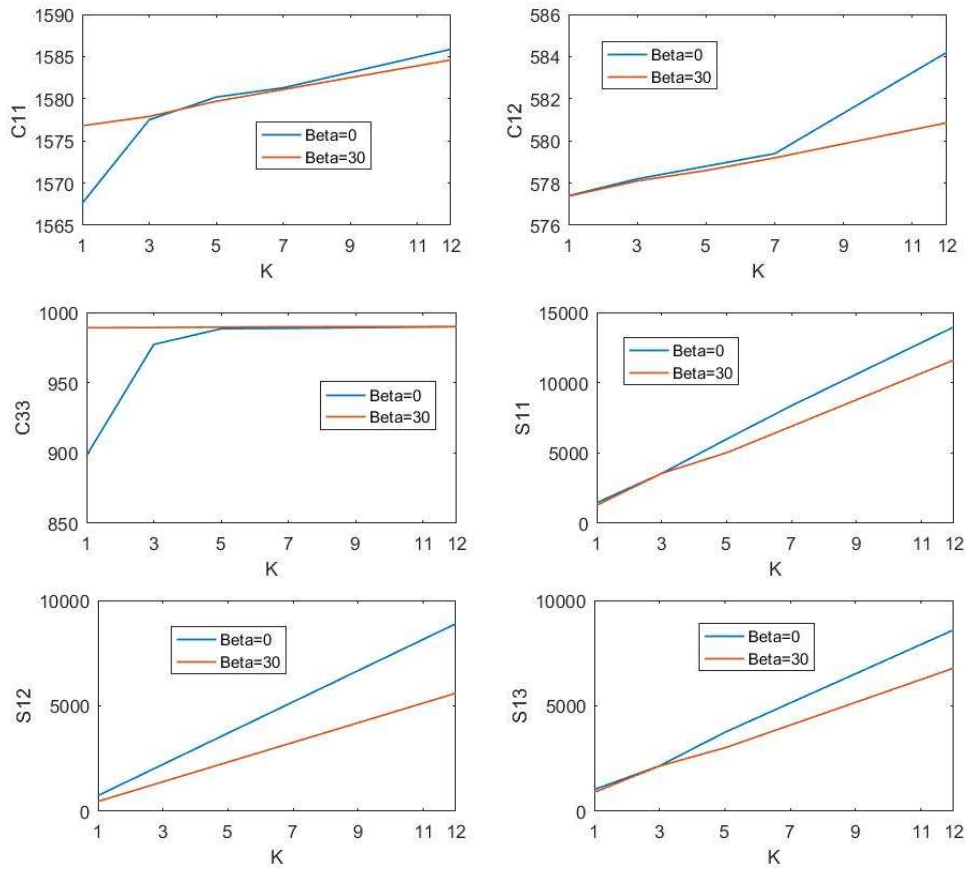 1590
1585
1580
1575
1570
1565
C11
Beta=0
Beta=30
1 3 5 7 9 11 12
K
586
584
582
580
578
576
C12
Beta=0
Beta=30
1 3 5 7 9 11 12
K
1000
950
900
850
C33
Beta=0
Beta=30
1 3 5 7 9 11 12
K
15000
10000
5000
0
S11
Beta=0
Beta=30
1 3 5 7 9 11 12
K
10000
5000
0
S12
Beta=0
Beta=30
1 3 5 7 9 11 12
K
10000
5000
0
S13
Beta=0
Beta=30
1 3 5 7 9 11 12
K